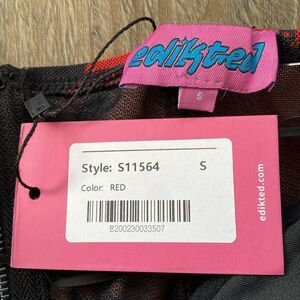 edikted
S
Style: S11564 S
Color: RED
E200230033507
edikted.com